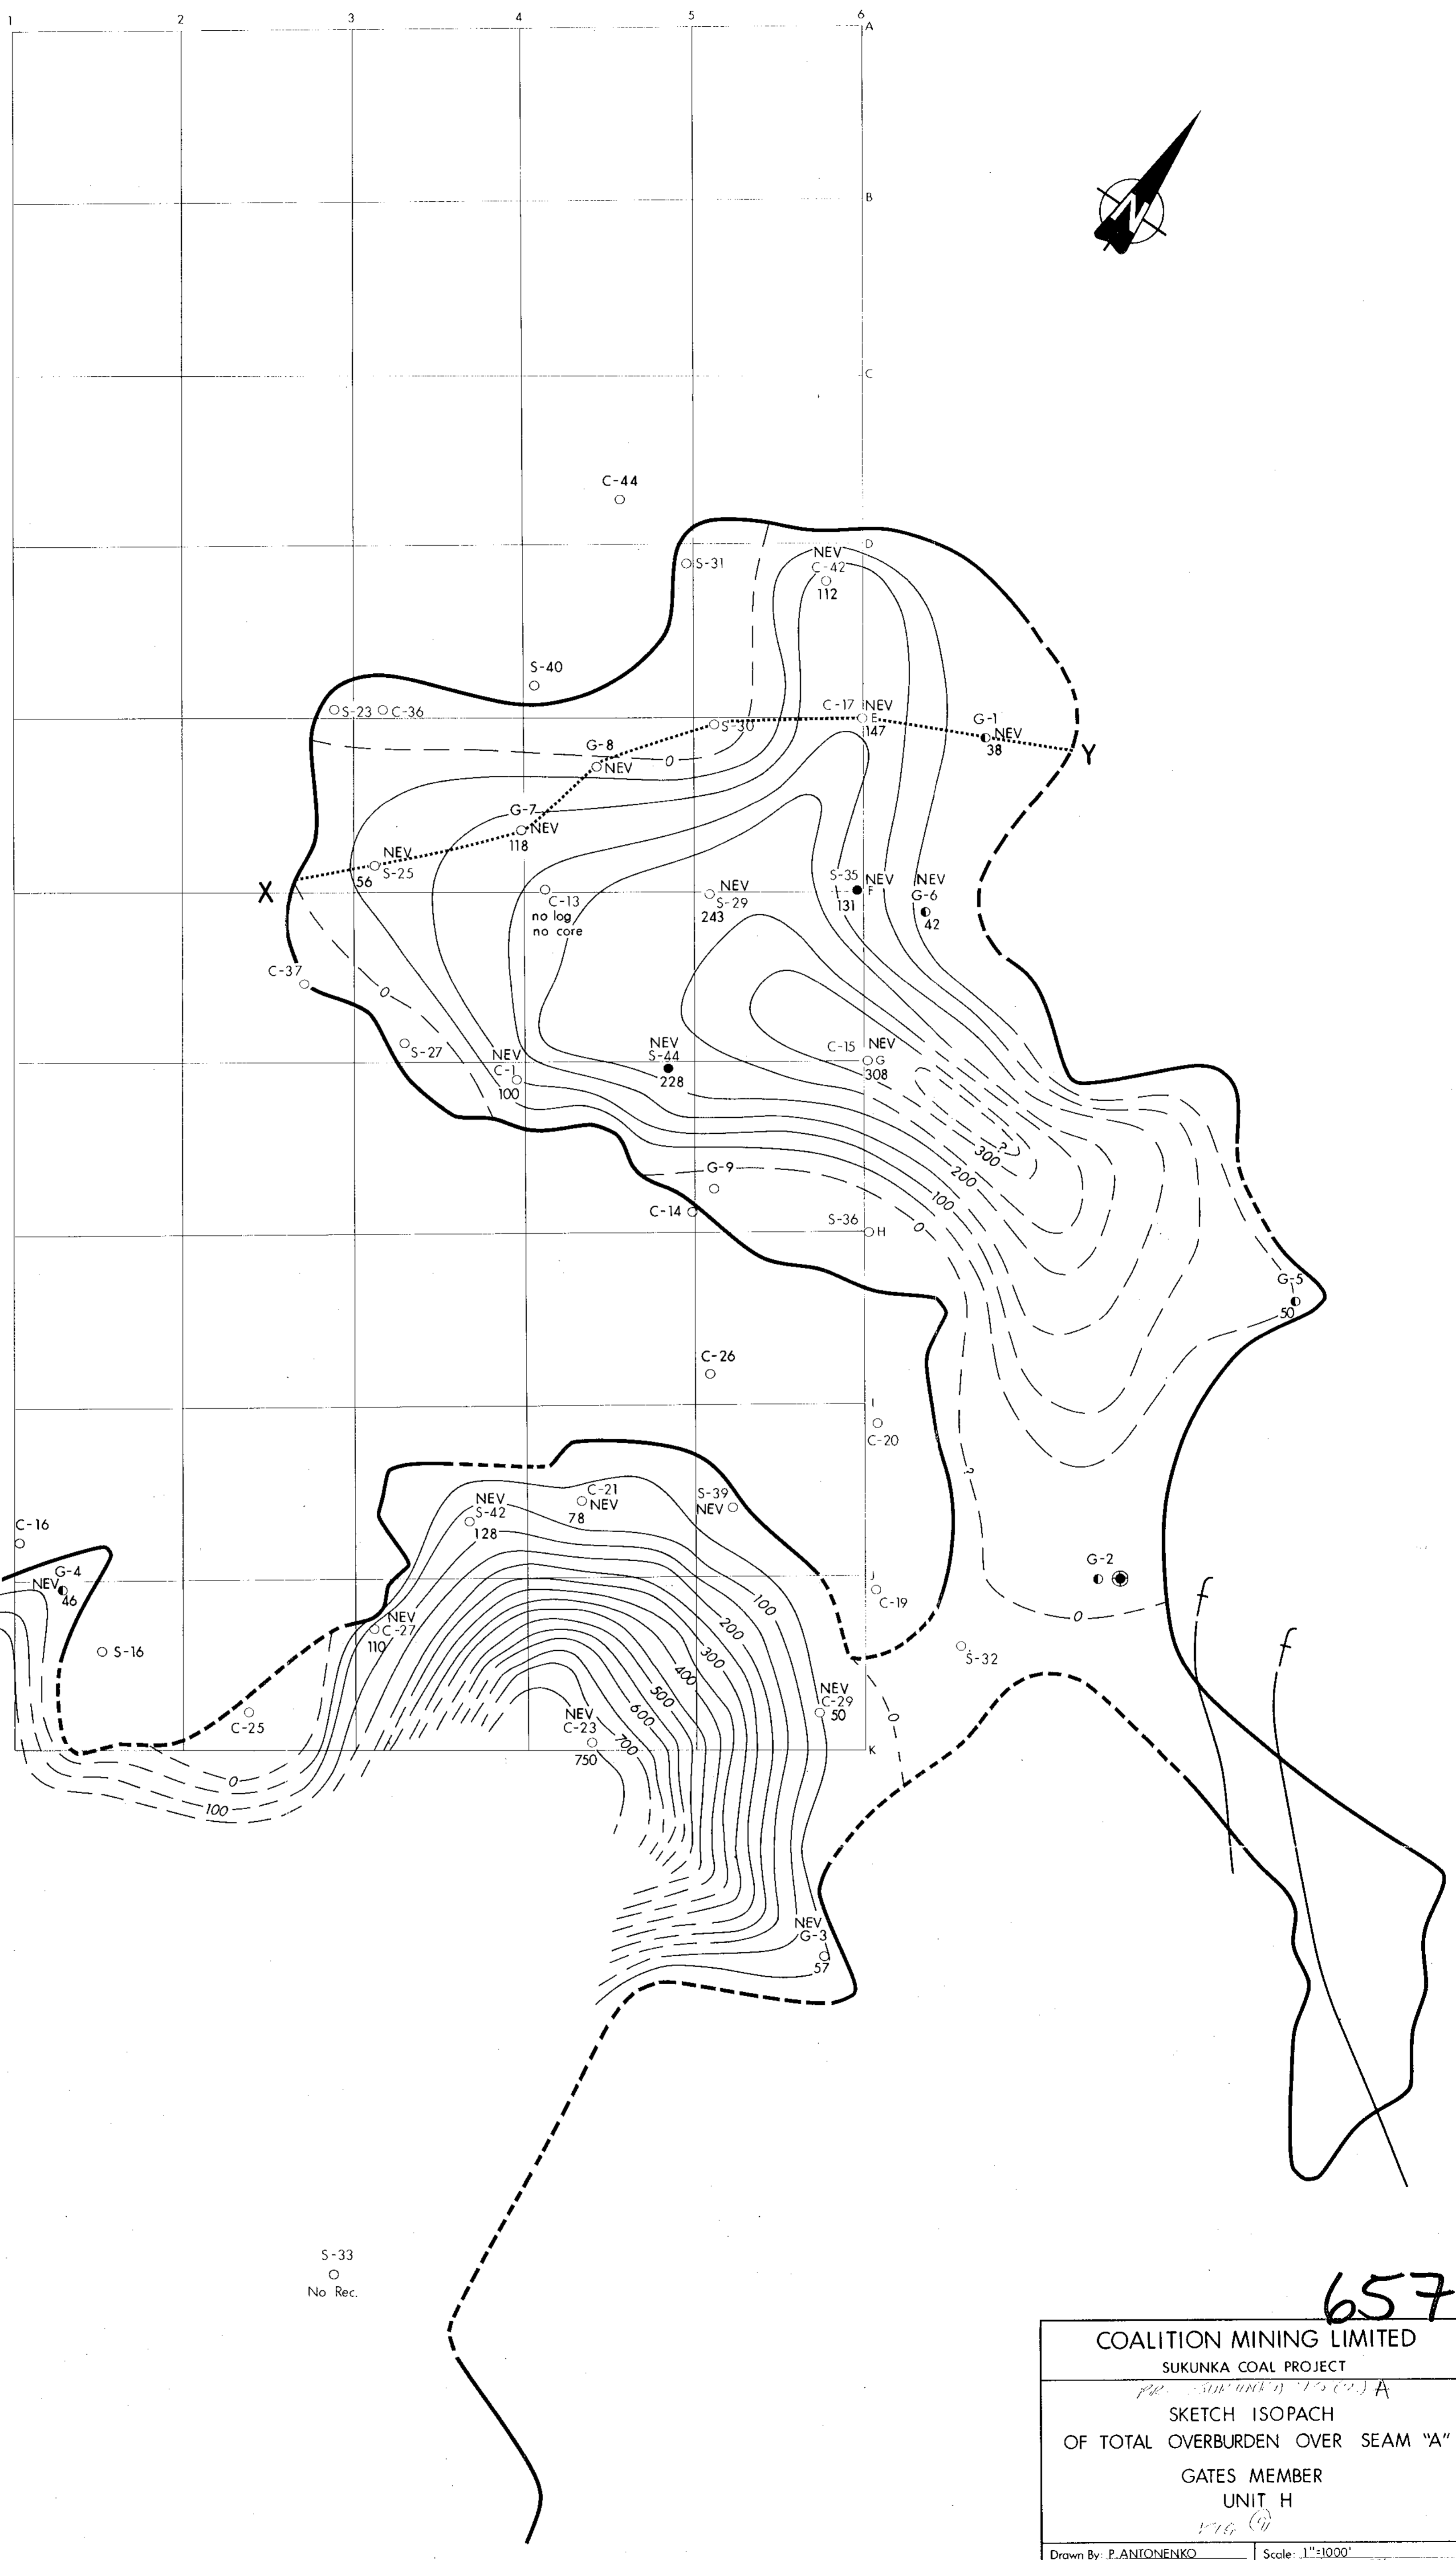 1 2 3 4 5 6
A
B
C
C-44
D
NEV
C-42
112
S-31
S-40
S-23 C-36
C-17 NEV
E
147
G-1
NEV
38
Y
S-30
G-8
NEV
0
G-7
NEV
118
NEV
S-25
56
X
C-13
no log
no core
NEV
S-29
243
S-35 NEV
F
131
NEV
G-6
42
C-37
0
S-27
NEV
C-1
100
NEV
S-44
228
C-15 NEV
G
308
?
300
200
100
0
G-9
C-14
S-36
H
G-5
50
C-26
I
C-20
?
C-16
NEV
S-42
128
C-21
NEV
78
S-39
NEV
G-4
NEV
46
J
C-19
G-2
0
f
f
S-16
NEV
C-27
110
100
200
300
400
500
600
700
S-32
C-25
NEV
C-23
750
NEV
C-29
50
0
K
0
100
NEV
G-3
57
S-33
No Rec.
657
COALITION MINING LIMITED
SUKUNKA COAL PROJECT
A
SKETCH ISOPACH
OF TOTAL OVERBURDEN OVER SEAM "A"
GATES MEMBER
UNIT H
Drawn By: P. ANTONENKO Scale: 1"=1000'
N